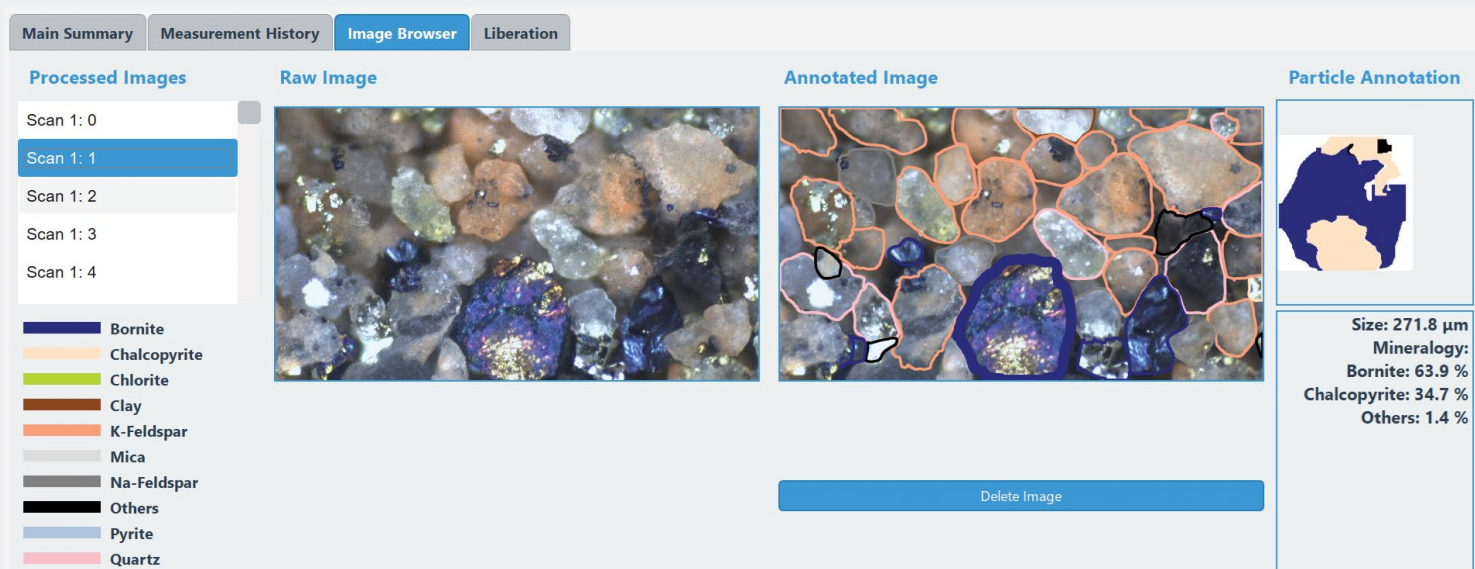 Main Summary
Measurement History
Image Browser
Liberation
Processed Images
Raw Image
Annotated Image
Particle Annotation
Scan 1: 0
Scan 1: 1
Scan 1: 2
Scan 1: 3
Scan 1: 4
Bornite
Chalcopyrite
Chlorite
Clay
K-Feldspar
Mica
Na-Feldspar
Others
Pyrite
Quartz
Delete Image
Size: 271.8 µm
Mineralogy:
Bornite: 63.9 %
Chalcopyrite: 34.7 %
Others: 1.4 %